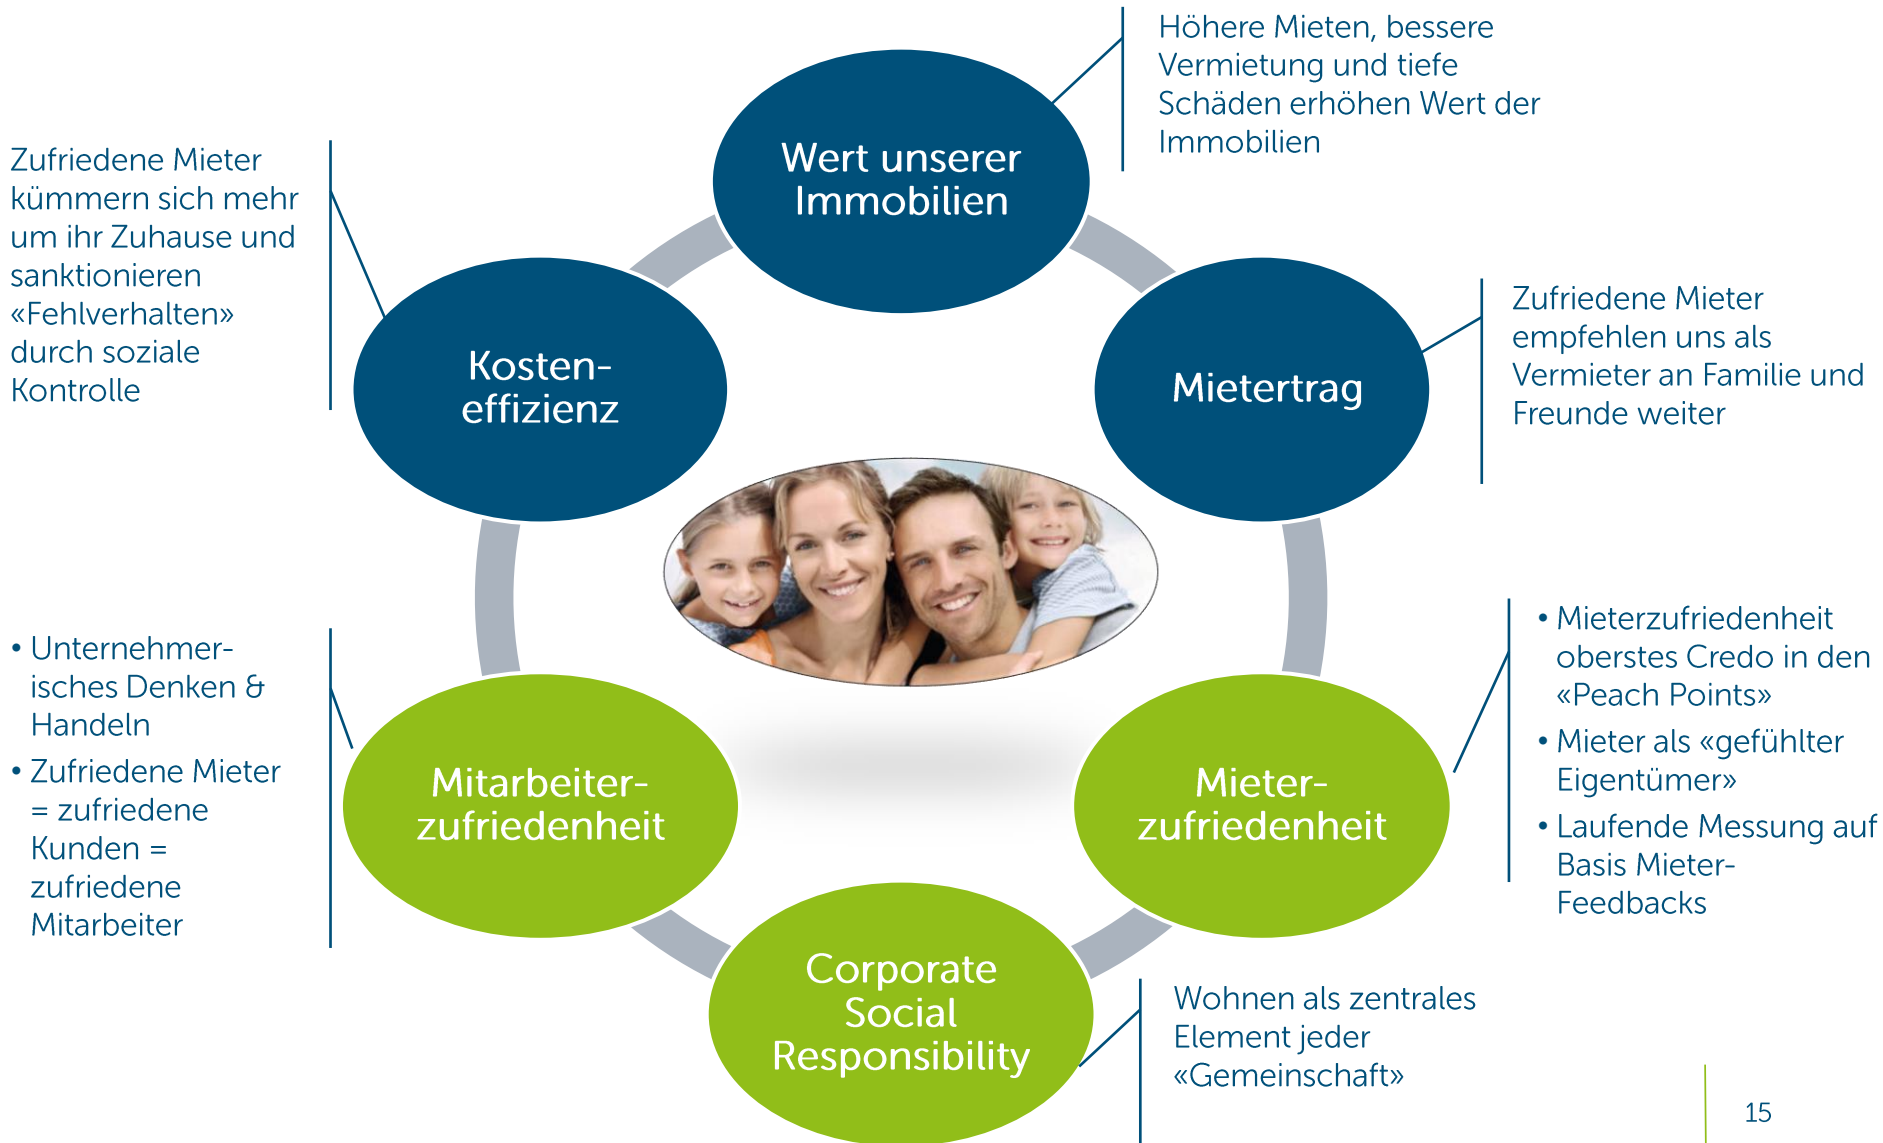 Höhere Mieten, bessere
Vermietung und tiefe
Schäden erhöhen Wert der
Immobilien
Wert unserer
Immobilien
Zufriedene Mieter
kümmern sich mehr
um ihr Zuhause und
sanktionieren
«Fehlverhalten»
durch soziale
Kontrolle
Kosten-
effizienz
Mietertrag
Zufriedene Mieter
empfehlen uns als
Vermieter an Familie und
Freunde weiter
• Unternehmer-
isches Denken &
Handeln
• Zufriedene Mieter
= zufriedene
Kunden =
zufriedene
Mitarbeiter
Mitarbeiter-
zufriedenheit
Mieter-
zufriedenheit
• Mieterzufriedenheit
oberstes Credo in den
«Peach Points»
• Mieter als «gefühlter
Eigentümer»
• Laufende Messung auf
Basis Mieter-
Feedbacks
Corporate
Social
Responsibility
Wohnen als zentrales
Element jeder
«Gemeinschaft»
15